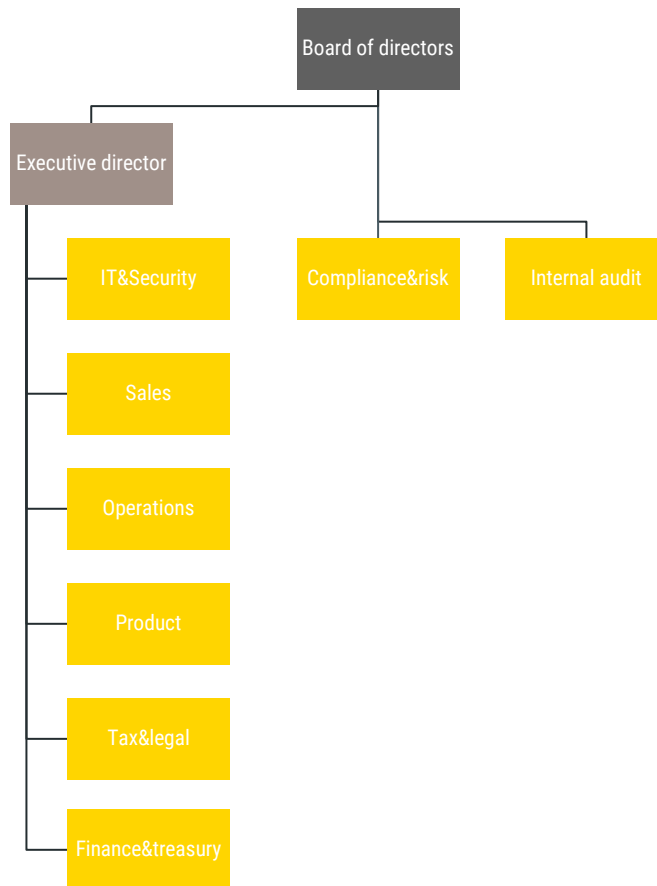 Board of directors
Executive director
IT&Security
Compliance&risk
Internal audit
Sales
Operations
Product
Tax&legal
Finance&treasury